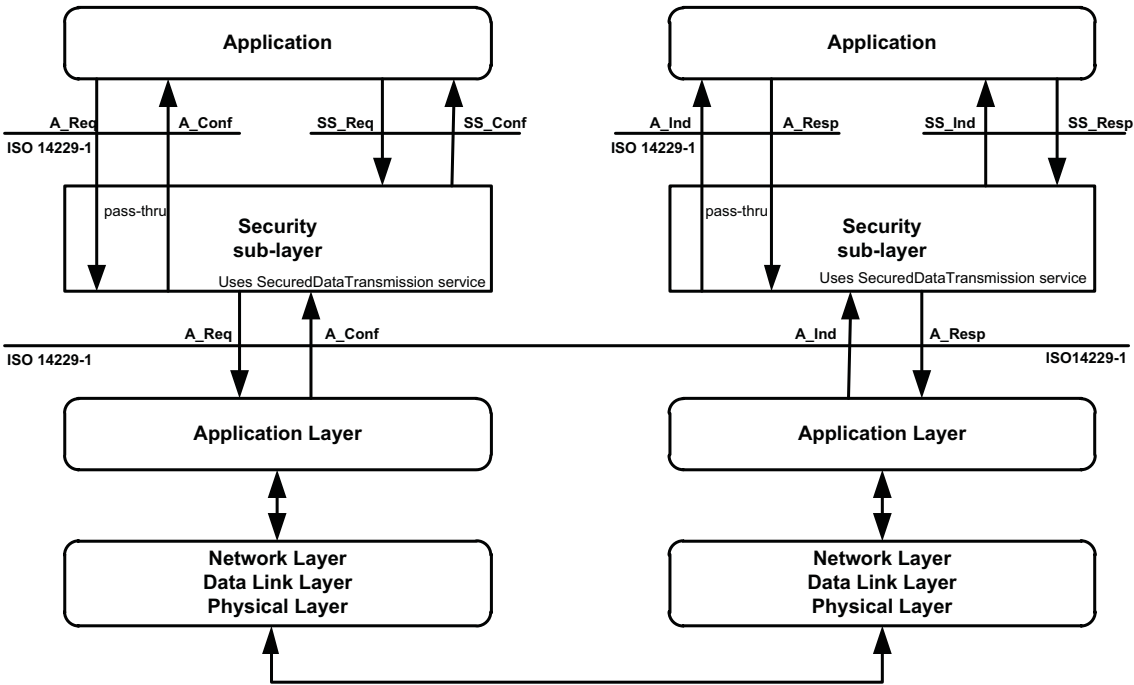 Application
Application
A_Req
A_Conf
SS_Req
SS_Conf
A_Ind
A_Resp
SS_Ind
SS_Resp
ISO 14229-1
ISO 14229-1
pass-thru
pass-thru
Security
sub-layer
Uses SecuredDataTransmission service
Security
sub-layer
Uses SecuredDataTransmission service
A_Req
A_Conf
A_Ind
A_Resp
ISO 14229-1
ISO14229-1
Application Layer
Application Layer
Network Layer
Data Link Layer
Physical Layer
Network Layer
Data Link Layer
Physical Layer